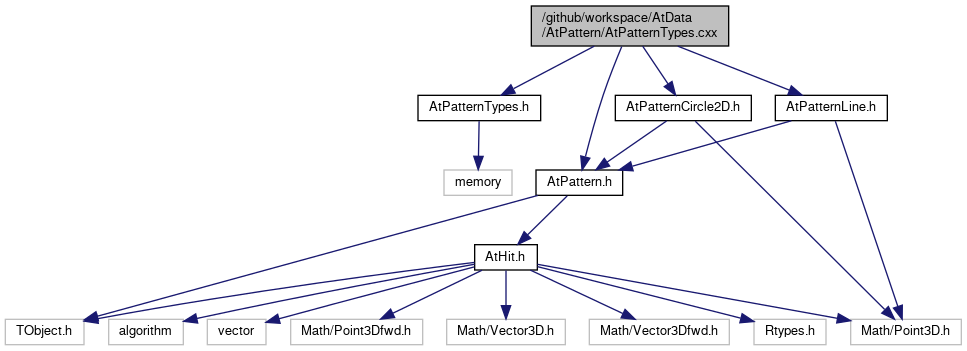 /github/workspace/AtData
/AtPattern/AtPatternTypes.cxx
AtPatternTypes.h
AtPatternCircle2D.h
AtPatternLine.h
memory
AtPattern.h
AtHit.h
TObject.h
algorithm
vector
Math/Point3Dfwd.h
Math/Vector3D.h
Math/Vector3Dfwd.h
Rtypes.h
Math/Point3D.h